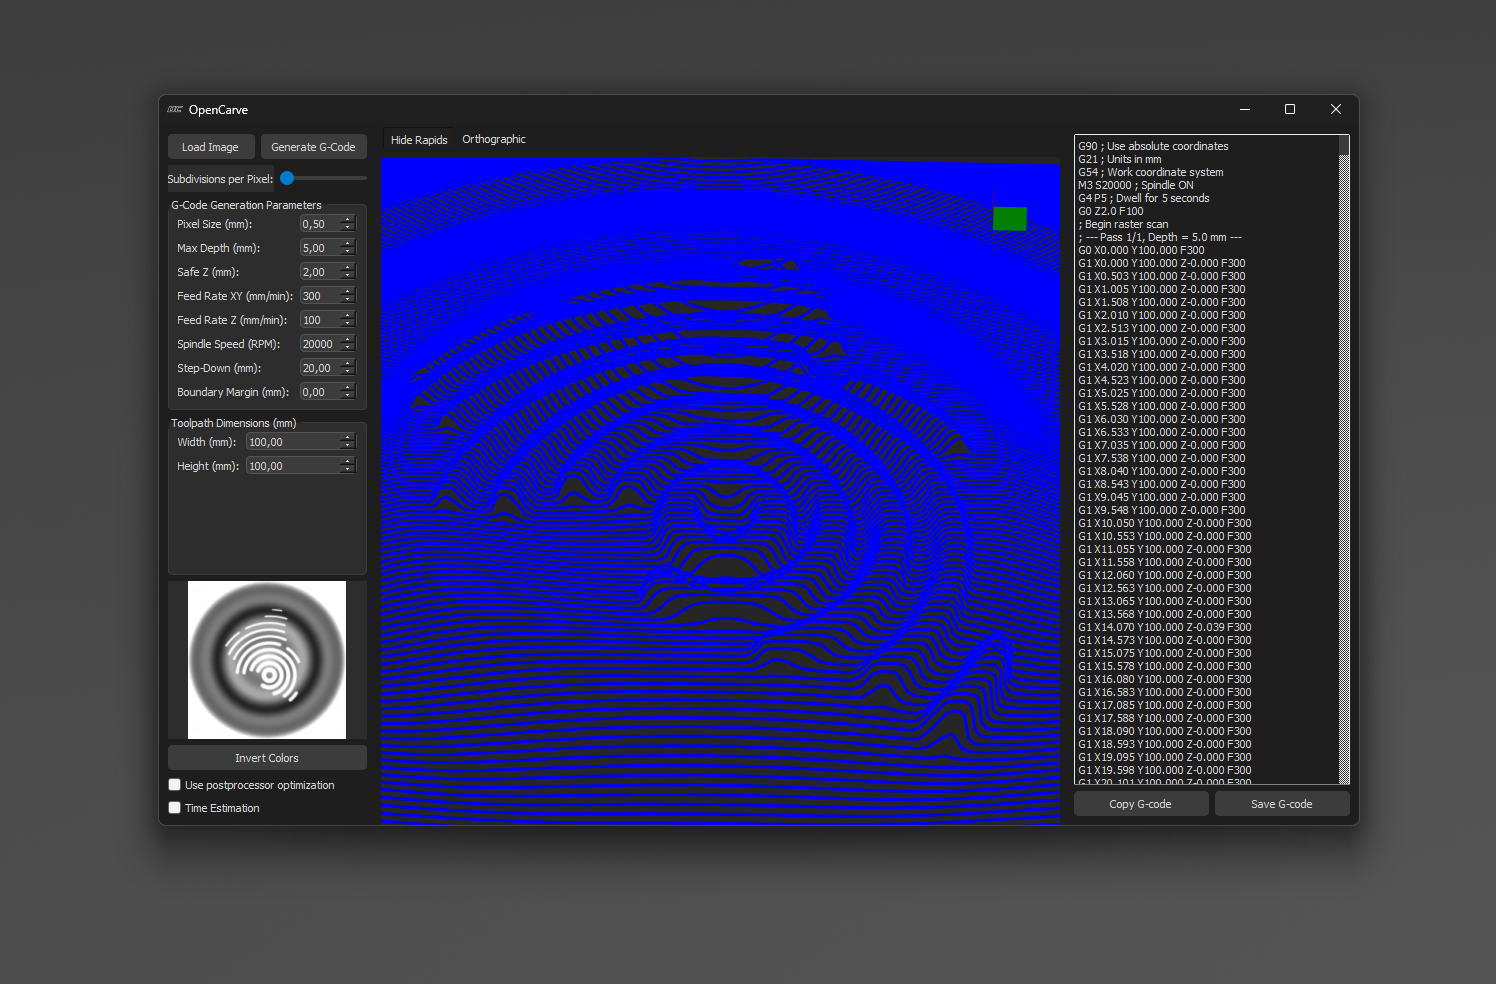 OC OpenCarve
Load Image
Generate G-Code
Subdivisions per Pixel:
G-Code Generation Parameters
Pixel Size (mm): 0,50
Max Depth (mm): 5,00
Safe Z (mm): 2,00
Feed Rate XY (mm/min): 300
Feed Rate Z (mm/min): 100
Spindle Speed (RPM): 20000
Step-Down (mm): 20,00
Boundary Margin (mm): 0,00
Toolpath Dimensions (mm)
Width (mm): 100,00
Height (mm): 100,00
Invert Colors
Use postprocessor optimization
Time Estimation
Hide Rapids
Orthographic
G90 ; Use absolute coordinates
G21 ; Units in mm
G54 ; Work coordinate system
M3 S20000 ; Spindle ON
G4 P5 ; Dwell for 5 seconds
G0 Z2.0 F100
; Begin raster scan
; --- Pass 1/1, Depth = 5.0 mm ---
G0 X0.000 Y100.000 F300
G1 X0.000 Y100.000 Z-0.000 F300
G1 X0.503 Y100.000 Z-0.000 F300
G1 X1.005 Y100.000 Z-0.000 F300
G1 X1.508 Y100.000 Z-0.000 F300
G1 X2.010 Y100.000 Z-0.000 F300
G1 X2.513 Y100.000 Z-0.000 F300
G1 X3.015 Y100.000 Z-0.000 F300
G1 X3.518 Y100.000 Z-0.000 F300
G1 X4.020 Y100.000 Z-0.000 F300
G1 X4.523 Y100.000 Z-0.000 F300
G1 X5.025 Y100.000 Z-0.000 F300
G1 X5.528 Y100.000 Z-0.000 F300
G1 X6.030 Y100.000 Z-0.000 F300
G1 X6.533 Y100.000 Z-0.000 F300
G1 X7.035 Y100.000 Z-0.000 F300
G1 X7.538 Y100.000 Z-0.000 F300
G1 X8.040 Y100.000 Z-0.000 F300
G1 X8.543 Y100.000 Z-0.000 F300
G1 X9.045 Y100.000 Z-0.000 F300
G1 X9.548 Y100.000 Z-0.000 F300
G1 X10.050 Y100.000 Z-0.000 F300
G1 X10.553 Y100.000 Z-0.000 F300
G1 X11.055 Y100.000 Z-0.000 F300
G1 X11.558 Y100.000 Z-0.000 F300
G1 X12.060 Y100.000 Z-0.000 F300
G1 X12.563 Y100.000 Z-0.000 F300
G1 X13.065 Y100.000 Z-0.000 F300
G1 X13.568 Y100.000 Z-0.000 F300
G1 X14.070 Y100.000 Z-0.039 F300
G1 X14.573 Y100.000 Z-0.000 F300
G1 X15.075 Y100.000 Z-0.000 F300
G1 X15.578 Y100.000 Z-0.000 F300
G1 X16.080 Y100.000 Z-0.000 F300
G1 X16.583 Y100.000 Z-0.000 F300
G1 X17.085 Y100.000 Z-0.000 F300
G1 X17.588 Y100.000 Z-0.000 F300
G1 X18.090 Y100.000 Z-0.000 F300
G1 X18.593 Y100.000 Z-0.000 F300
G1 X19.095 Y100.000 Z-0.000 F300
G1 X19.598 Y100.000 Z-0.000 F300
G1 X20.101 Y100.000 Z-0.000 F300
Copy G-code
Save G-code